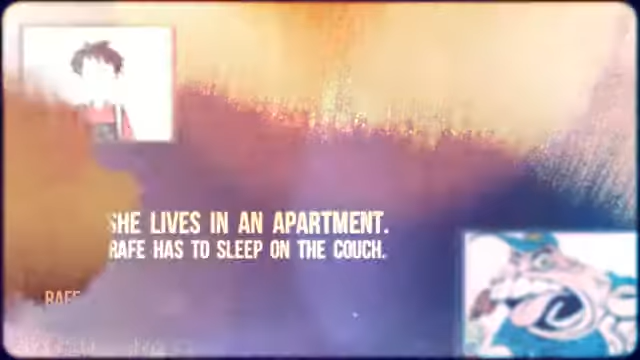 SHE LIVES IN AN APARTMENT.
RAFE HAS TO SLEEP ON THE COUCH.
RAFE